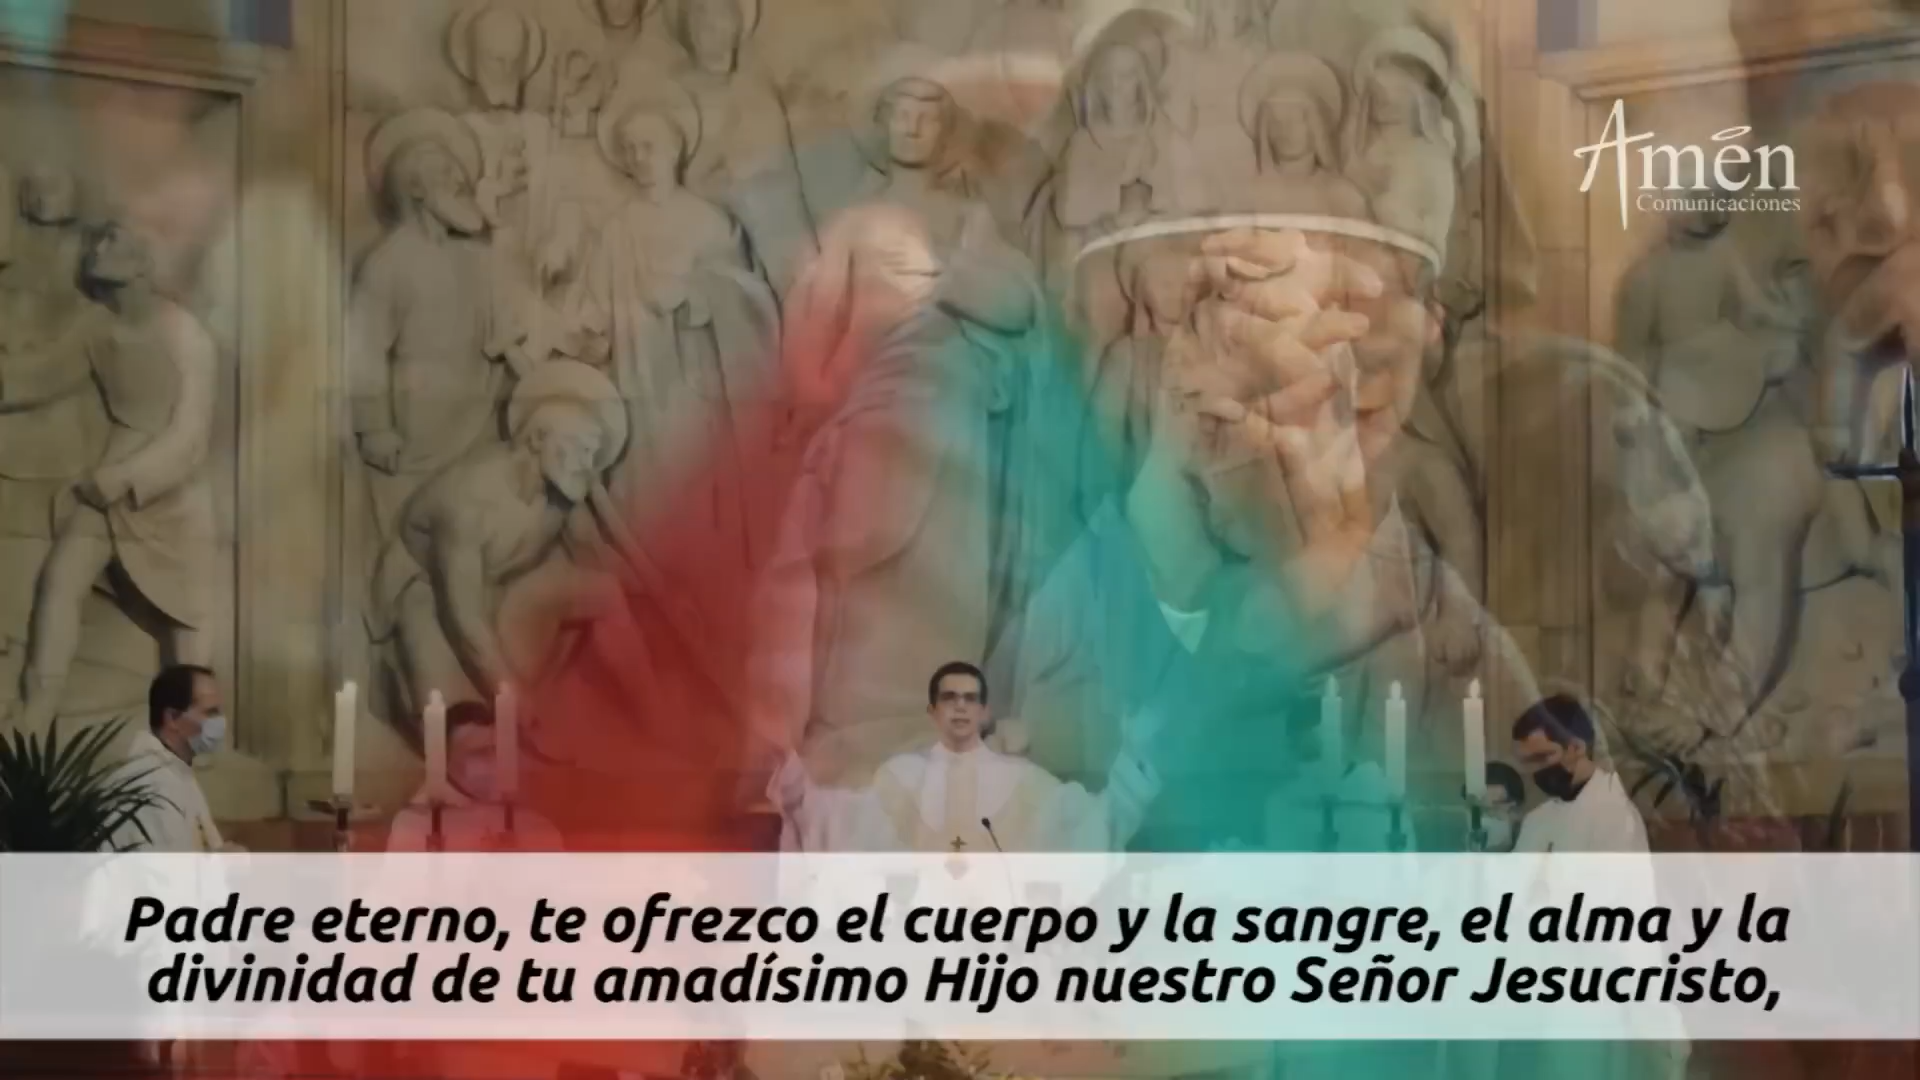 Amén
Comunicaciones
Padre eterno, te ofrezco el cuerpo y la sangre, el alma y la
divinidad de tu amadísimo Hijo nuestro Señor Jesucristo,